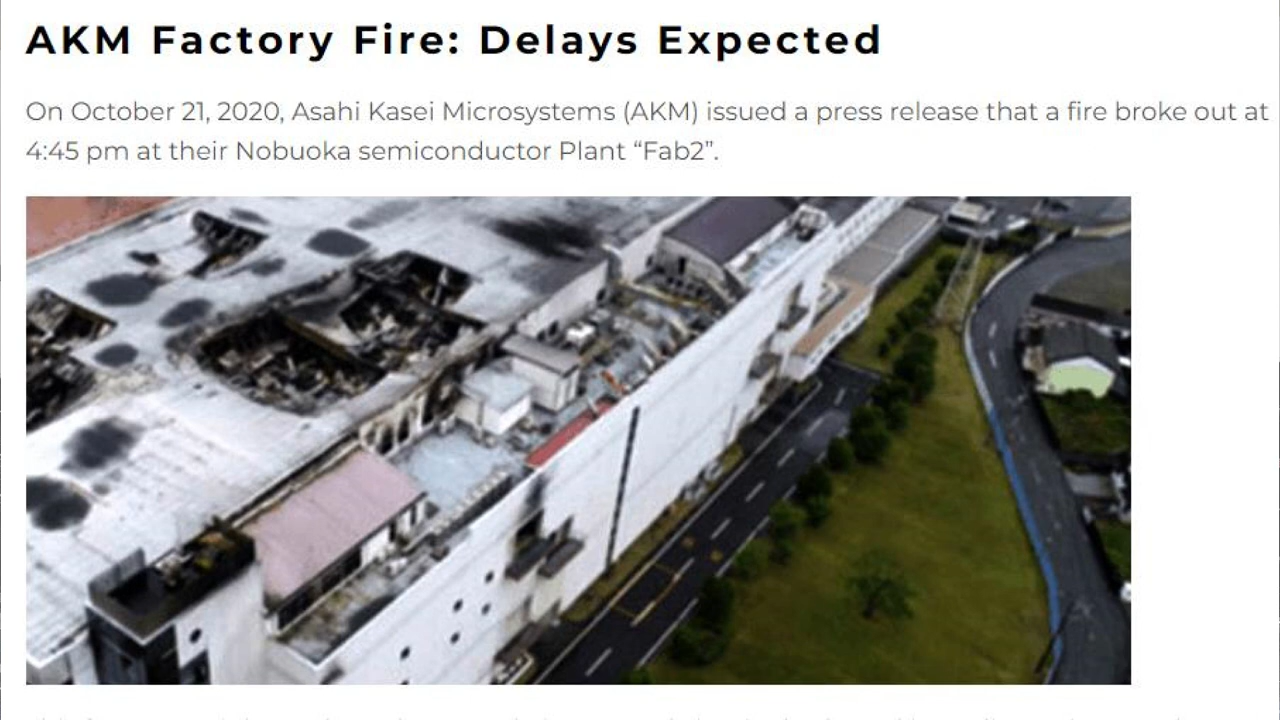 AKM Factory Fire: Delays Expected
On October 21, 2020, Asahi Kasei Microsystems (AKM) issued a press release that a fire broke out at
4:45 pm at their Nobuoka semiconductor Plant “Fab2”.